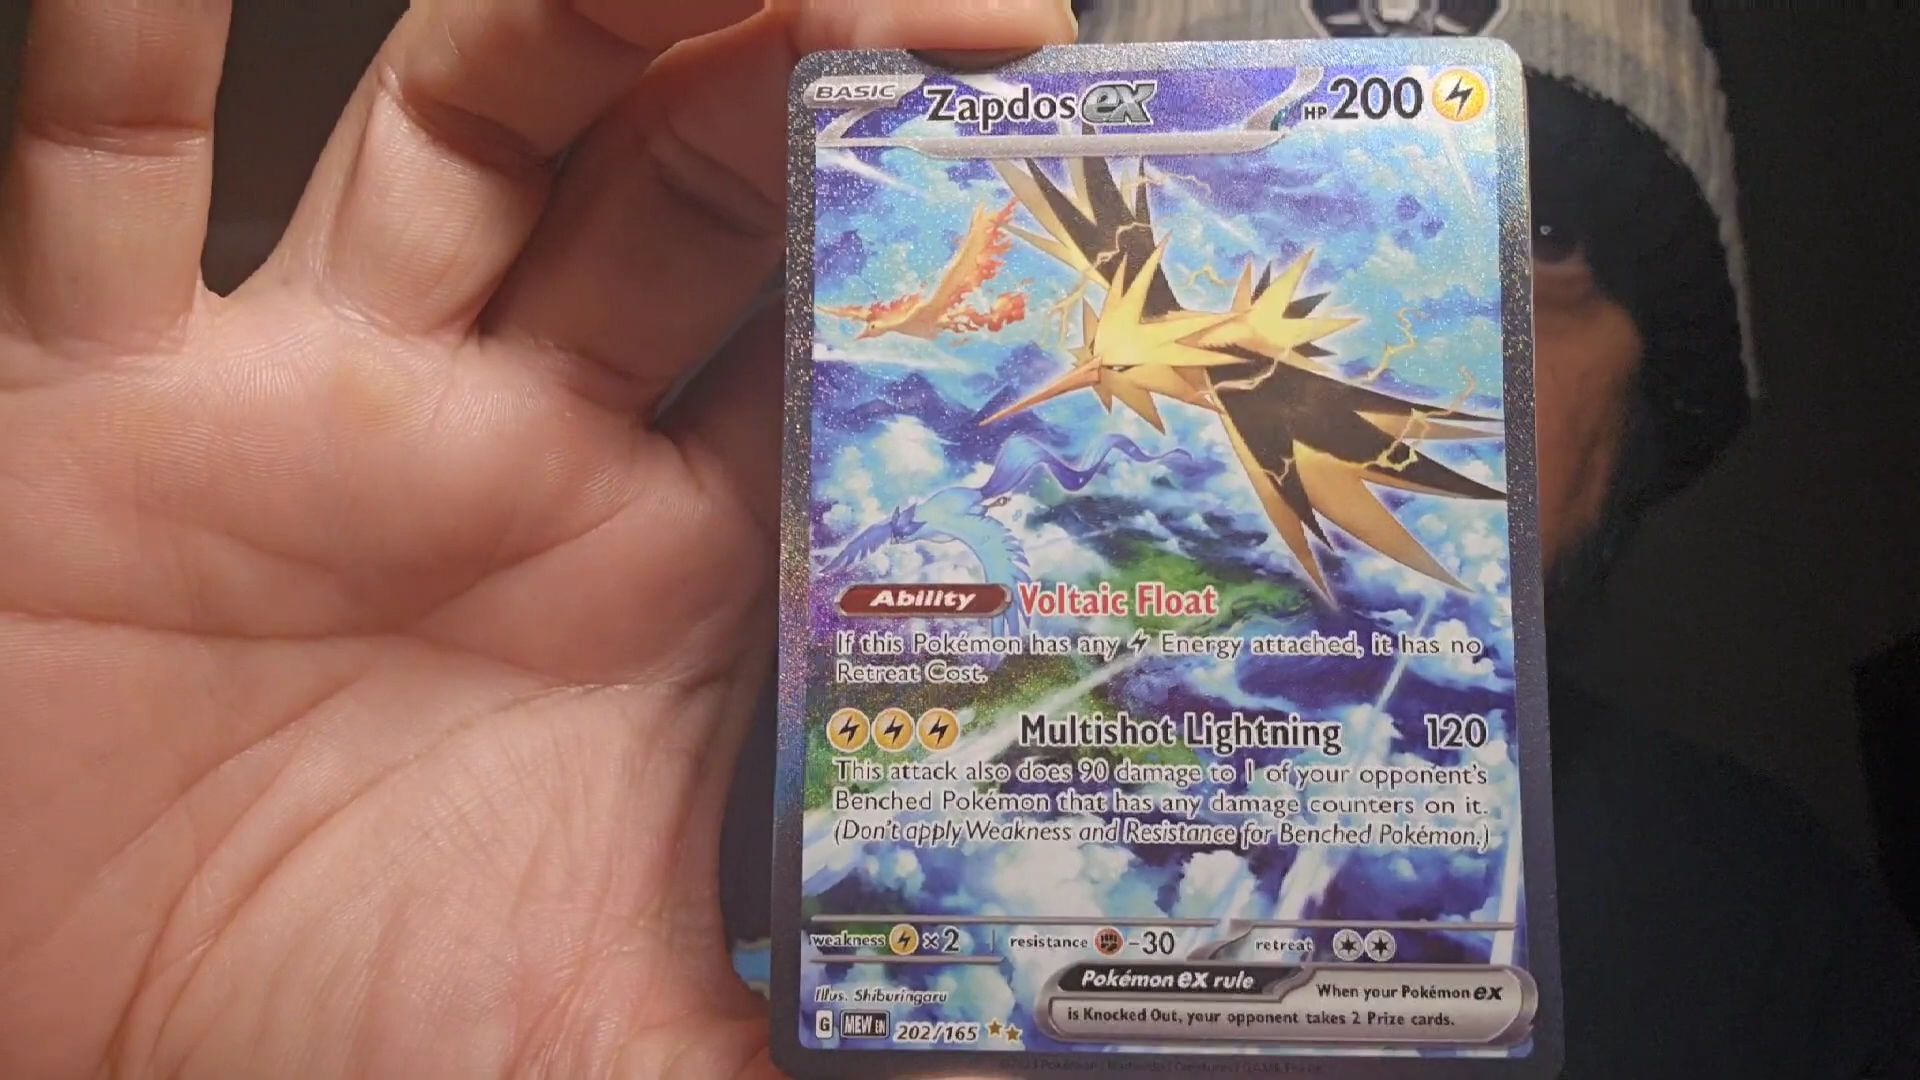 BASIC Zapdos ex HP 200
Ability Voltaic Float
If this Pokémon has any Energy attached, it has no
Retreat Cost.
Multishot Lightning 120
This attack also does 90 damage to 1 of your opponent's
Benched Pokémon that has any damage counters on it.
(Don't apply Weakness and Resistance for Benched Pokémon.)
weakness ×2 resistance -30 retreat
Illus. Shiburingaru
Pokémon ex rule When your Pokémon ex
is Knocked Out, your opponent takes 2 Prize cards.
G MEW EN 202/165